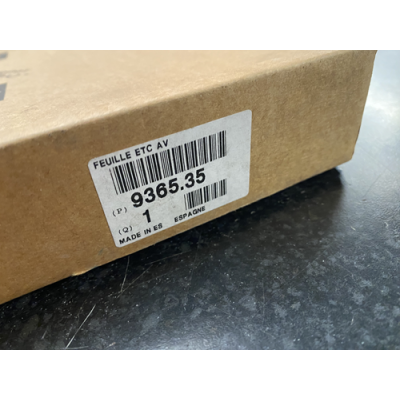 FEUILLE ETC AV
(P) 9365.35
(Q) 1
MADE IN ES ESPAGNE